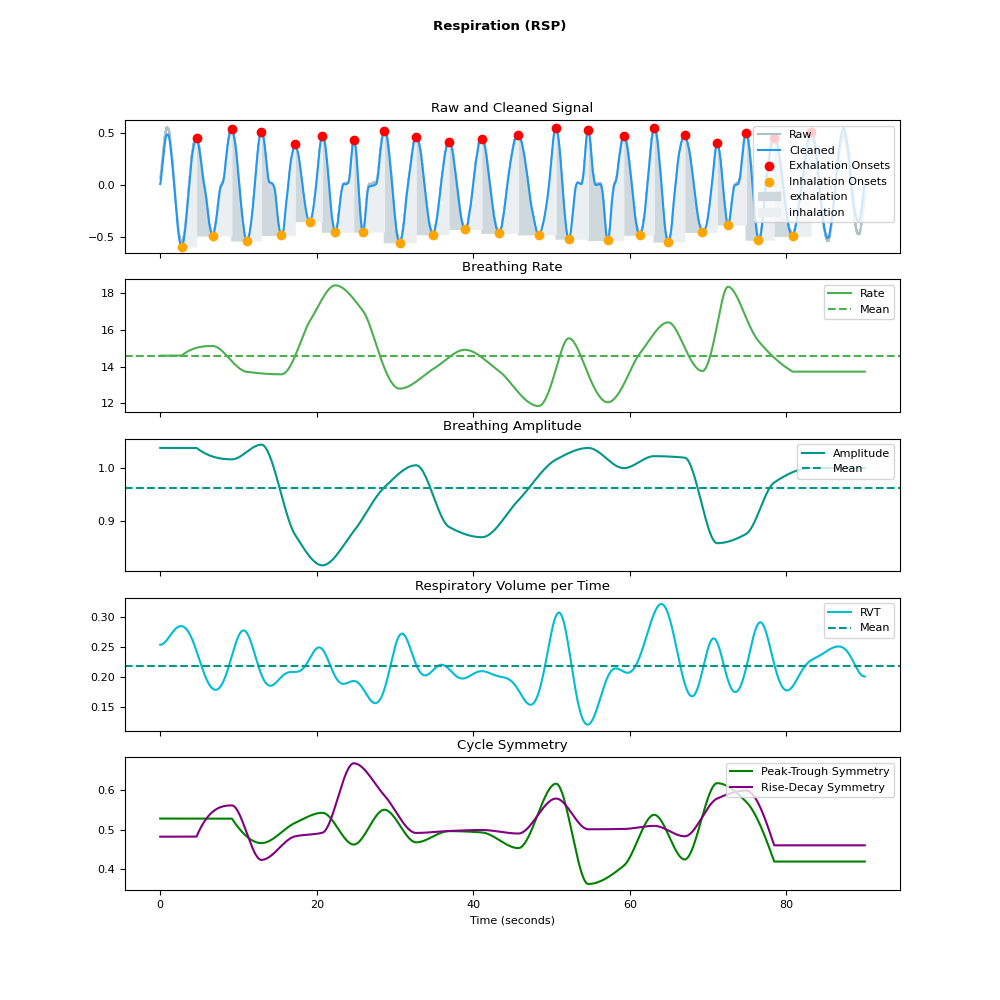 Respiration (RSP)
Raw and Cleaned Signal
0.5
0.0
−0.5
Raw
Cleaned
Exhalation Onsets
Inhalation Onsets
exhalation
inhalation
Breathing Rate
18
16
14
12
Rate
Mean
Breathing Amplitude
1.0
0.9
Amplitude
Mean
Respiratory Volume per Time
0.30
0.25
0.20
0.15
RVT
Mean
Cycle Symmetry
0.6
0.5
0.4
Peak-Trough Symmetry
Rise-Decay Symmetry
0 20 40 60 80
Time (seconds)